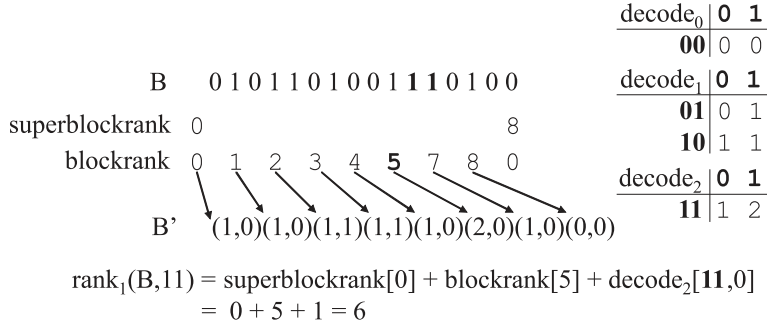 decode0 0 1
00 0 0
B 0 1 0 1 1 0 1 0 0 1 1 1 0 1 0 0
decode1 0 1
01 0 1
10 1 1
superblockrank 0 8
blockrank 0 1 2 3 4 5 7 8 0
decode2 0 1
11 1 2
B’ (1,0)(1,0)(1,1)(1,1)(1,0)(2,0)(1,0)(0,0)
rank1(B,11) = superblockrank[0] + blockrank[5] + decode2[11,0]
= 0 + 5 + 1 = 6